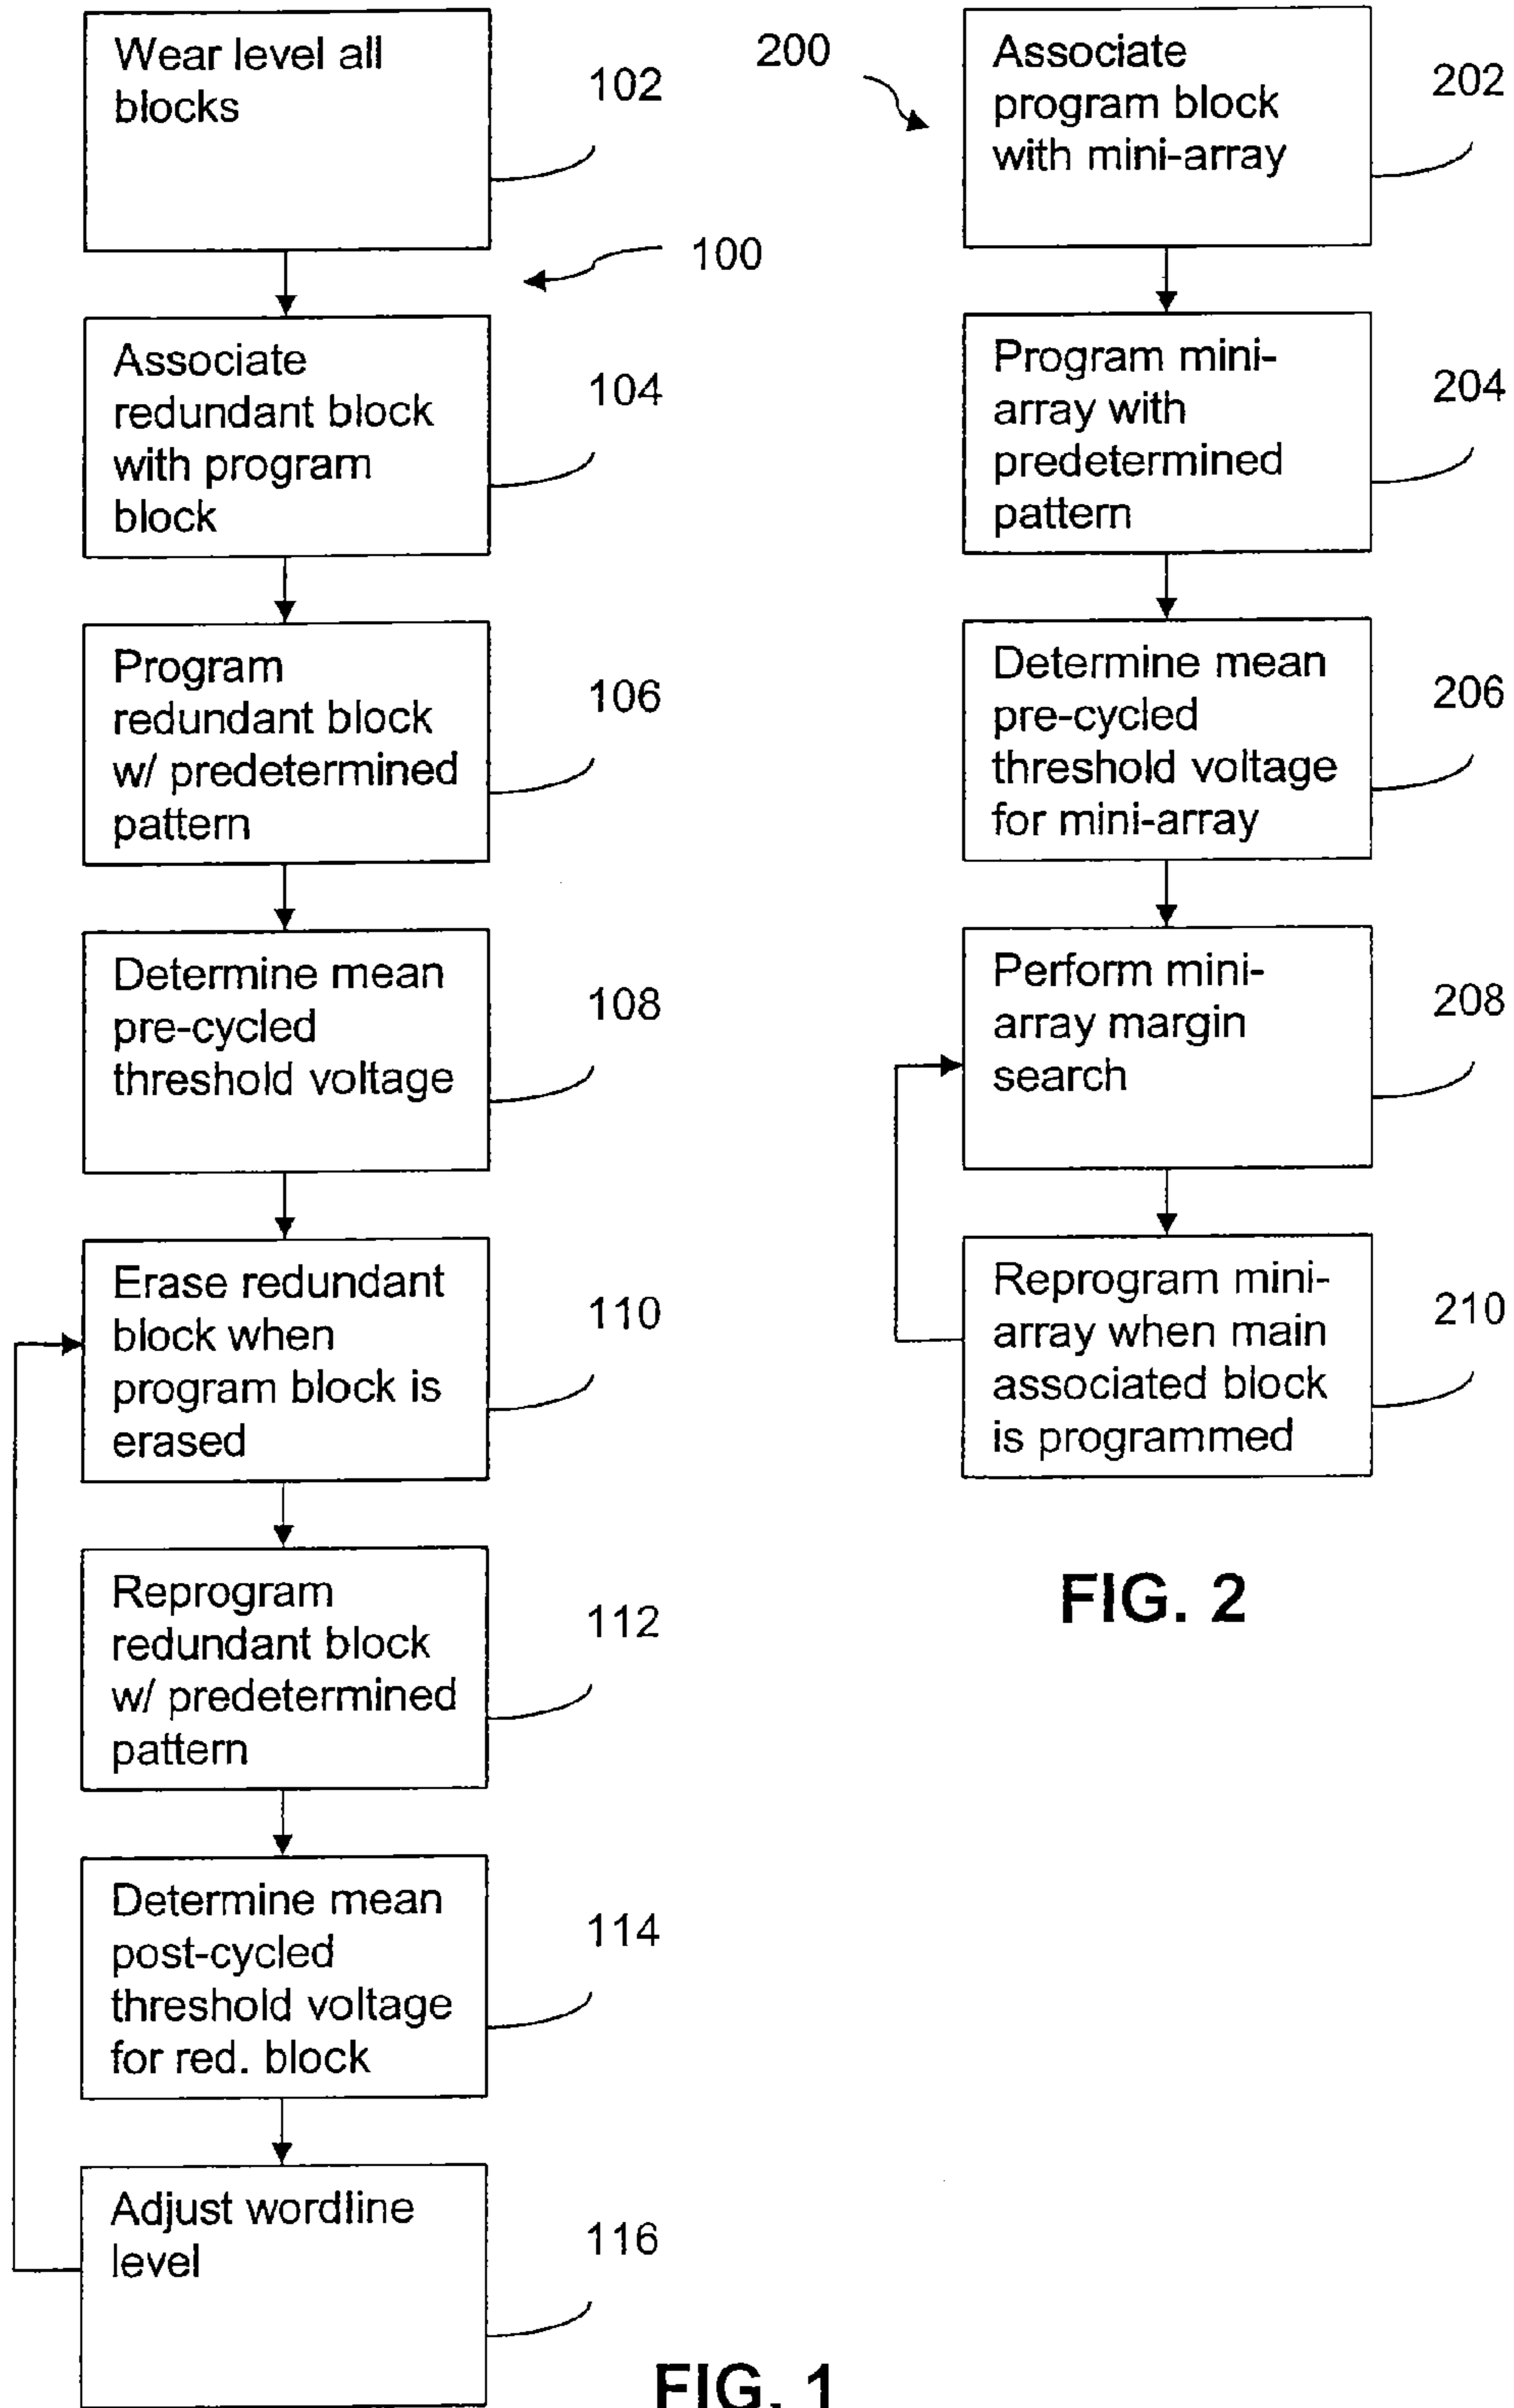 Wear level all
blocks
102
100
Associate
redundant block
with program
block
104
Program
redundant block
w/ predetermined
pattern
106
Determine mean
pre-cycled
threshold voltage
108
Erase redundant
block when
program block is
erased
110
Reprogram
redundant block
w/ predetermined
pattern
112
Determine mean
post-cycled
threshold voltage
for red. block
114
Adjust wordline
level
116
FIG. 1
200
Associate
program block
with mini-array
202
Program mini-
array with
predetermined
pattern
204
Determine mean
pre-cycled
threshold voltage
for mini-array
206
Perform mini-
array margin
search
208
Reprogram mini-
array when main
associated block
is programmed
210
FIG. 2